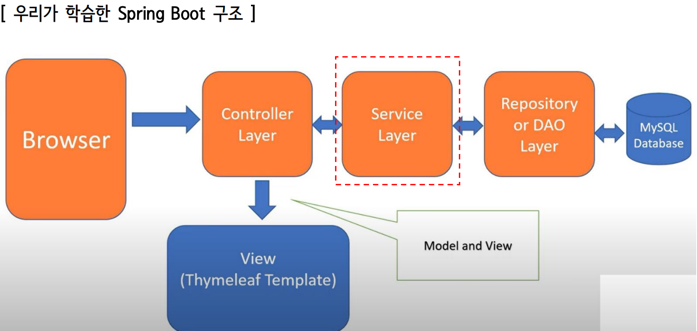 [ 우리가 학습한 Spring Boot 구조 ]
Browser
Controller
Layer
Service
Layer
Repository
or DAO
Layer
MySQL
Database
View
(Thymeleaf Template)
Model and View